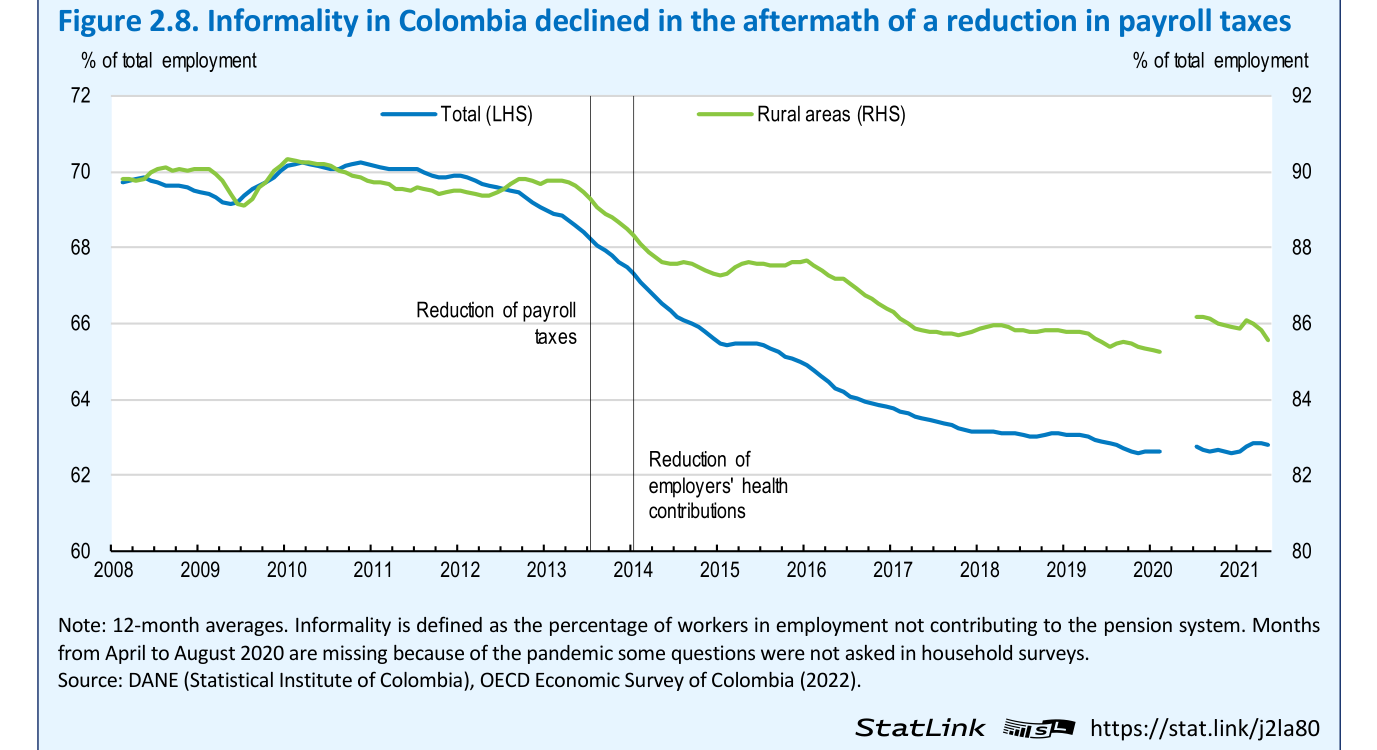 Figure 2.8. Informality in Colombia declined in the aftermath of a reduction in payroll taxes
% of total employment
% of total employment
72
92
Total (LHS)
Rural areas (RHS)
70
90
68
88
Reduction of payroll
taxes
66
86
64
84
Reduction of
employers' health
contributions
62
82
60
80
2008 2009 2010 2011 2012 2013 2014 2015 2016 2017 2018 2019 2020 2021
Note: 12-month averages. Informality is defined as the percentage of workers in employment not contributing to the pension system. Months
from April to August 2020 are missing because of the pandemic some questions were not asked in household surveys.
Source: DANE (Statistical Institute of Colombia), OECD Economic Survey of Colombia (2022).
StatLink https://stat.link/j2la80